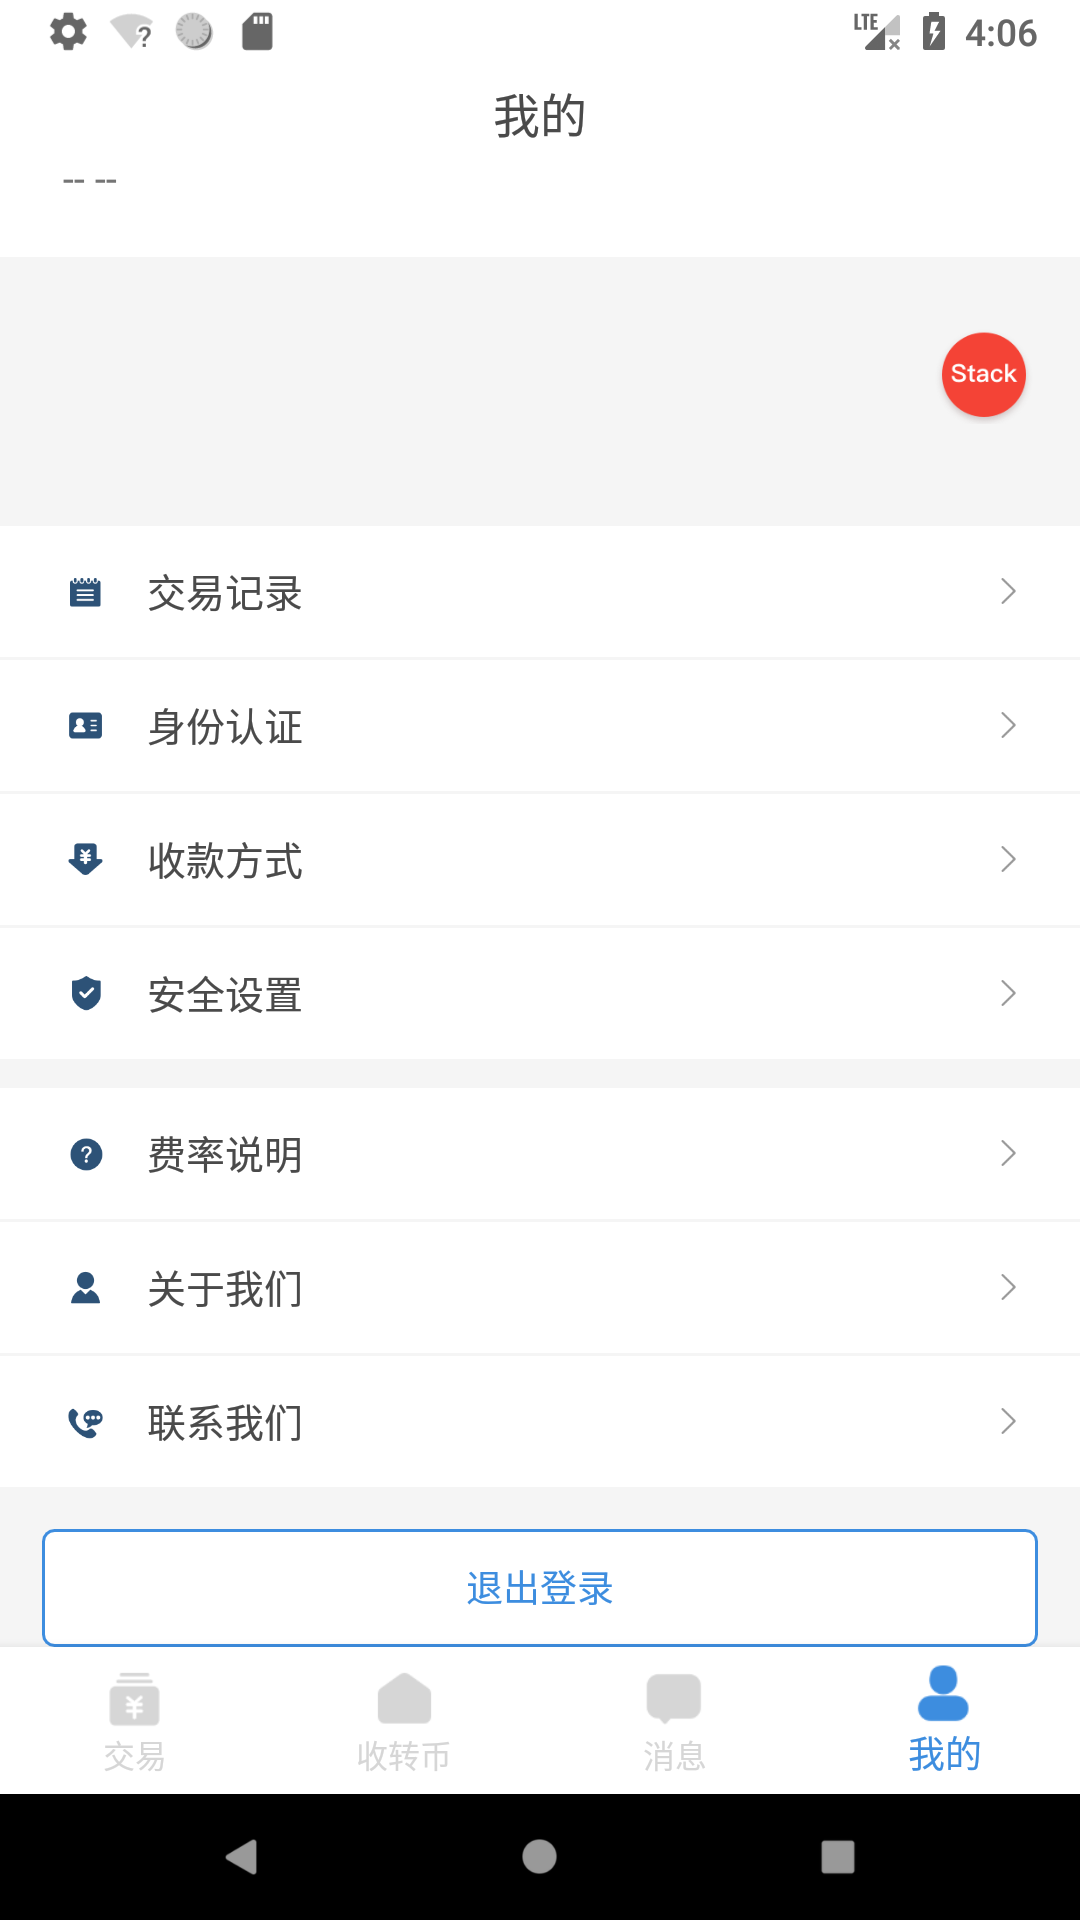 LTE 4:06
我的
-- --
Stack
交易记录
身份认证
收款方式
安全设置
费率说明
关于我们
联系我们
退出登录
交易 收转币 消息 我的